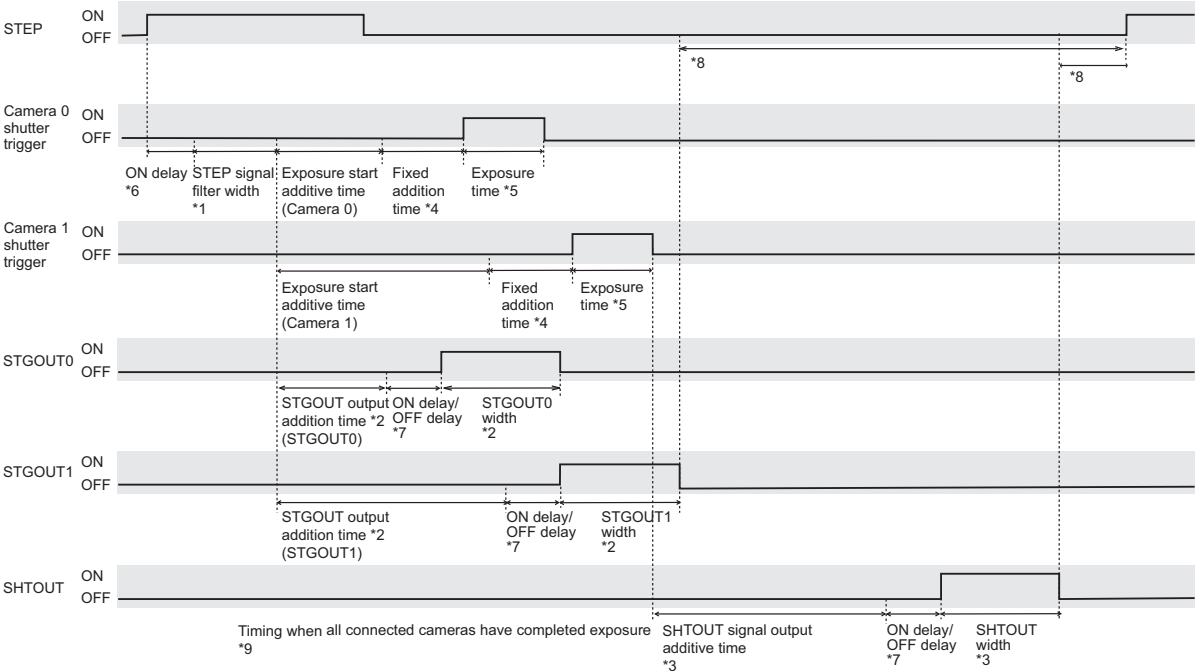 STEP
ON
OFF
*8
*8
Camera 0
shutter
trigger
ON
OFF
ON delay
*6
STEP signal
filter width
*1
Exposure start
additive time
(Camera 0)
Fixed
addition
time *4
Exposure
time *5
Camera 1
shutter
trigger
ON
OFF
Exposure start
additive time
(Camera 1)
Fixed
addition
time *4
Exposure
time *5
STGOUT0
ON
OFF
STGOUT output
addition time *2
(STGOUT0)
ON delay/
OFF delay
*7
STGOUT0
width
*2
STGOUT1
ON
OFF
STGOUT output
addition time *2
(STGOUT1)
ON delay/
OFF delay
*7
STGOUT1
width
*2
SHTOUT
ON
OFF
Timing when all connected cameras have completed exposure
*9
SHTOUT signal output
additive time
*3
ON delay/
OFF delay
*7
SHTOUT
width
*3